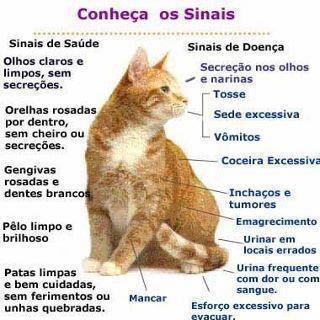 Conheça os Sinais
Sinais de Saúde
Olhos claros e
limpos, sem
secreções.
Orelhas rosadas
por dentro,
sem cheiro ou
secreções.
Gengivas
rosadas e
dentes brancos
Pêlo limpo e
brilhoso
Patas limpas
e bem cuidadas,
sem ferimentos ou
unhas quebradas.
Sinais de Doença
Secreção nos olhos
e narinas
Tosse
Sede excessiva
Vômitos
Coceira Excessiva
Inchaços e
tumores
Emagrecimento
Urinar em
locais errados
Urina frequente
com dor ou com
sangue.
Mancar
Esforço excessivo para
evacuar.